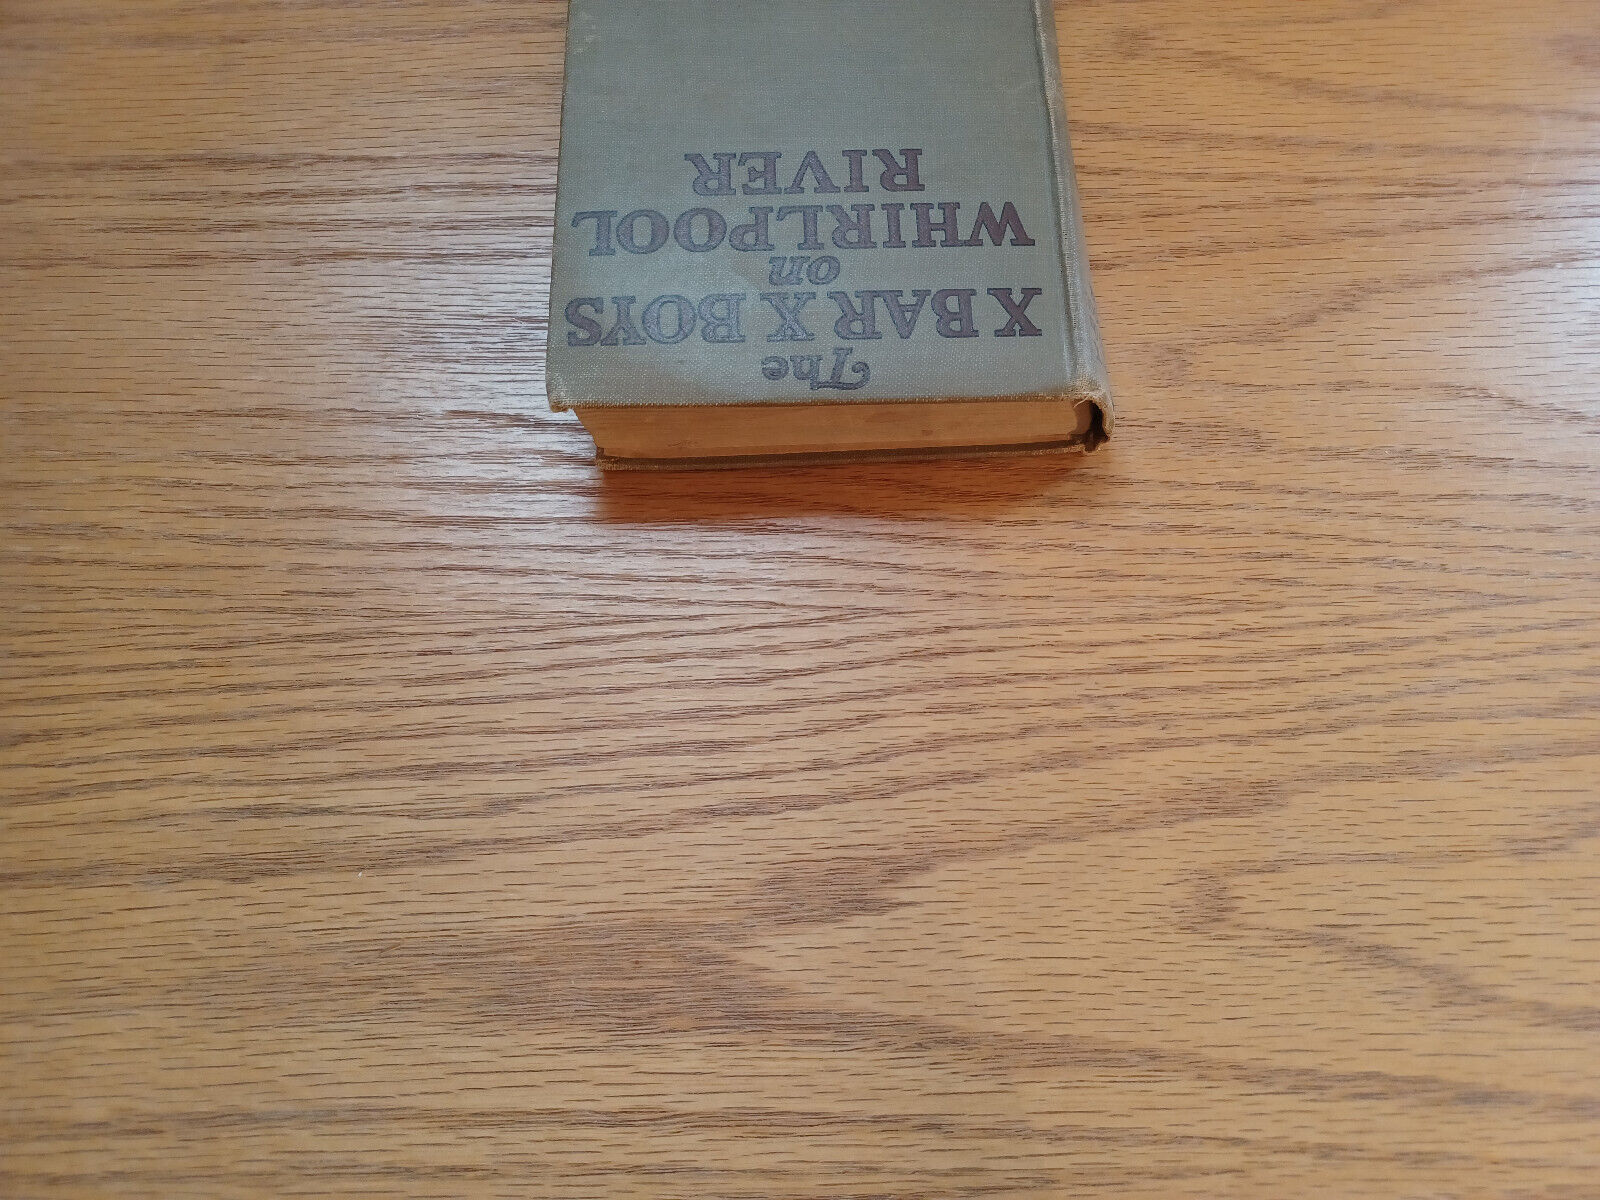 The
X BAR X BOYS
on
WHIRLPOOL
RIVER